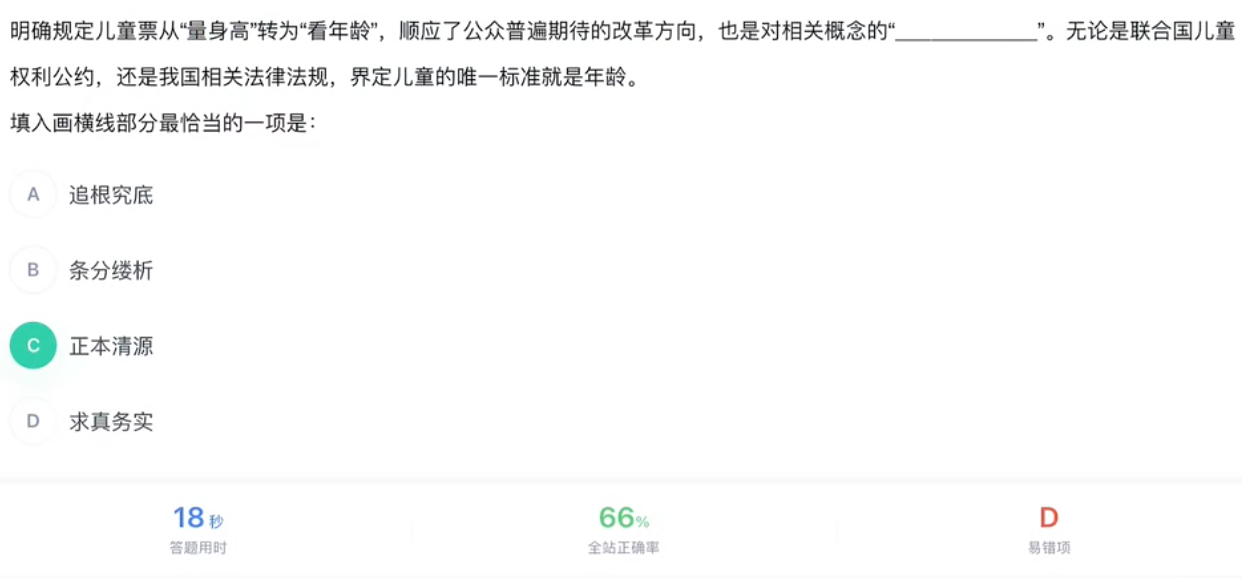 明确规定儿童票从“量身高”转为“看年龄”，顺应了公众普遍期待的改革方向，也是对相关概念的“____________”。无论是联合国儿童
权利公约，还是我国相关法律法规，界定儿童的唯一标准就是年龄。
填入画横线部分最恰当的一项是：
A 追根究底
B 条分缕析
C 正本清源
D 求真务实
18秒 66% D
答题用时 全站正确率 易错项